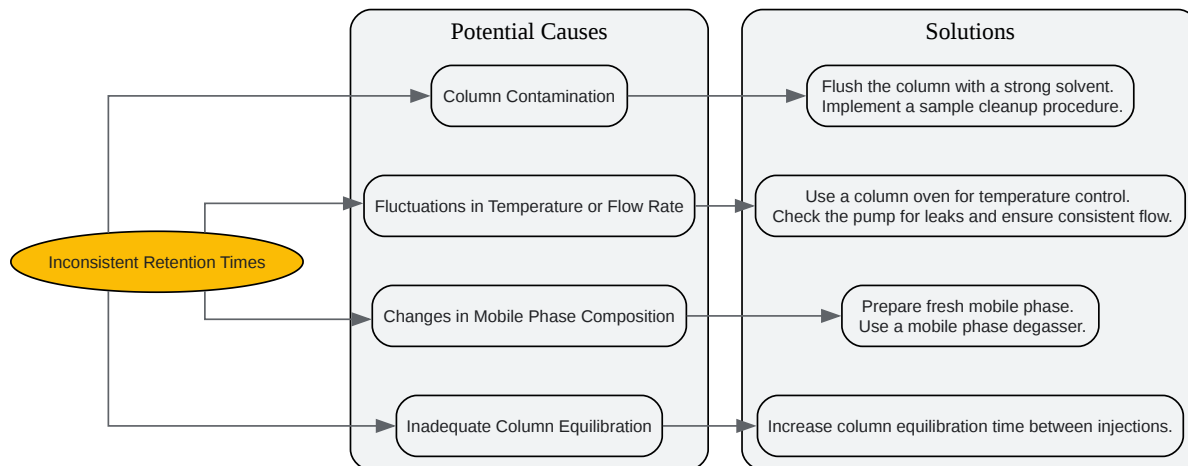 Potential Causes
Solutions
Column Contamination
Flush the column with a strong solvent.
Implement a sample cleanup procedure.
Fluctuations in Temperature or Flow Rate
Use a column oven for temperature control.
Check the pump for leaks and ensure consistent flow.
Inconsistent Retention Times
Changes in Mobile Phase Composition
Prepare fresh mobile phase.
Use a mobile phase degasser.
Inadequate Column Equilibration
Increase column equilibration time between injections.